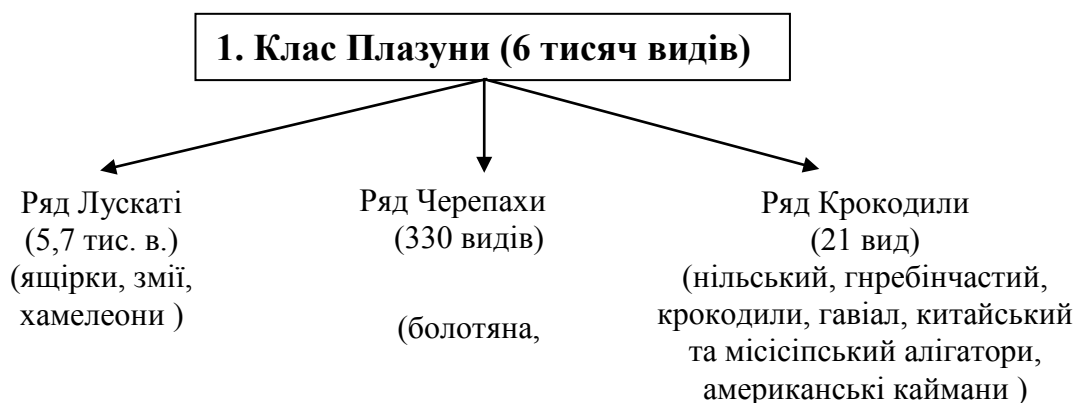 1. Клас Плазуни (6 тисяч видів)
Ряд Лускаті
(5,7 тис. в.)
(ящірки, змії,
хамелеони )
Ряд Черепахи
(330 видів)
(болотяна,
Ряд Крокодили
(21 вид)
(нільський, гнребінчастий,
крокодили, гавіал, китайський
та місісіпський алігатори,
американські каймани )